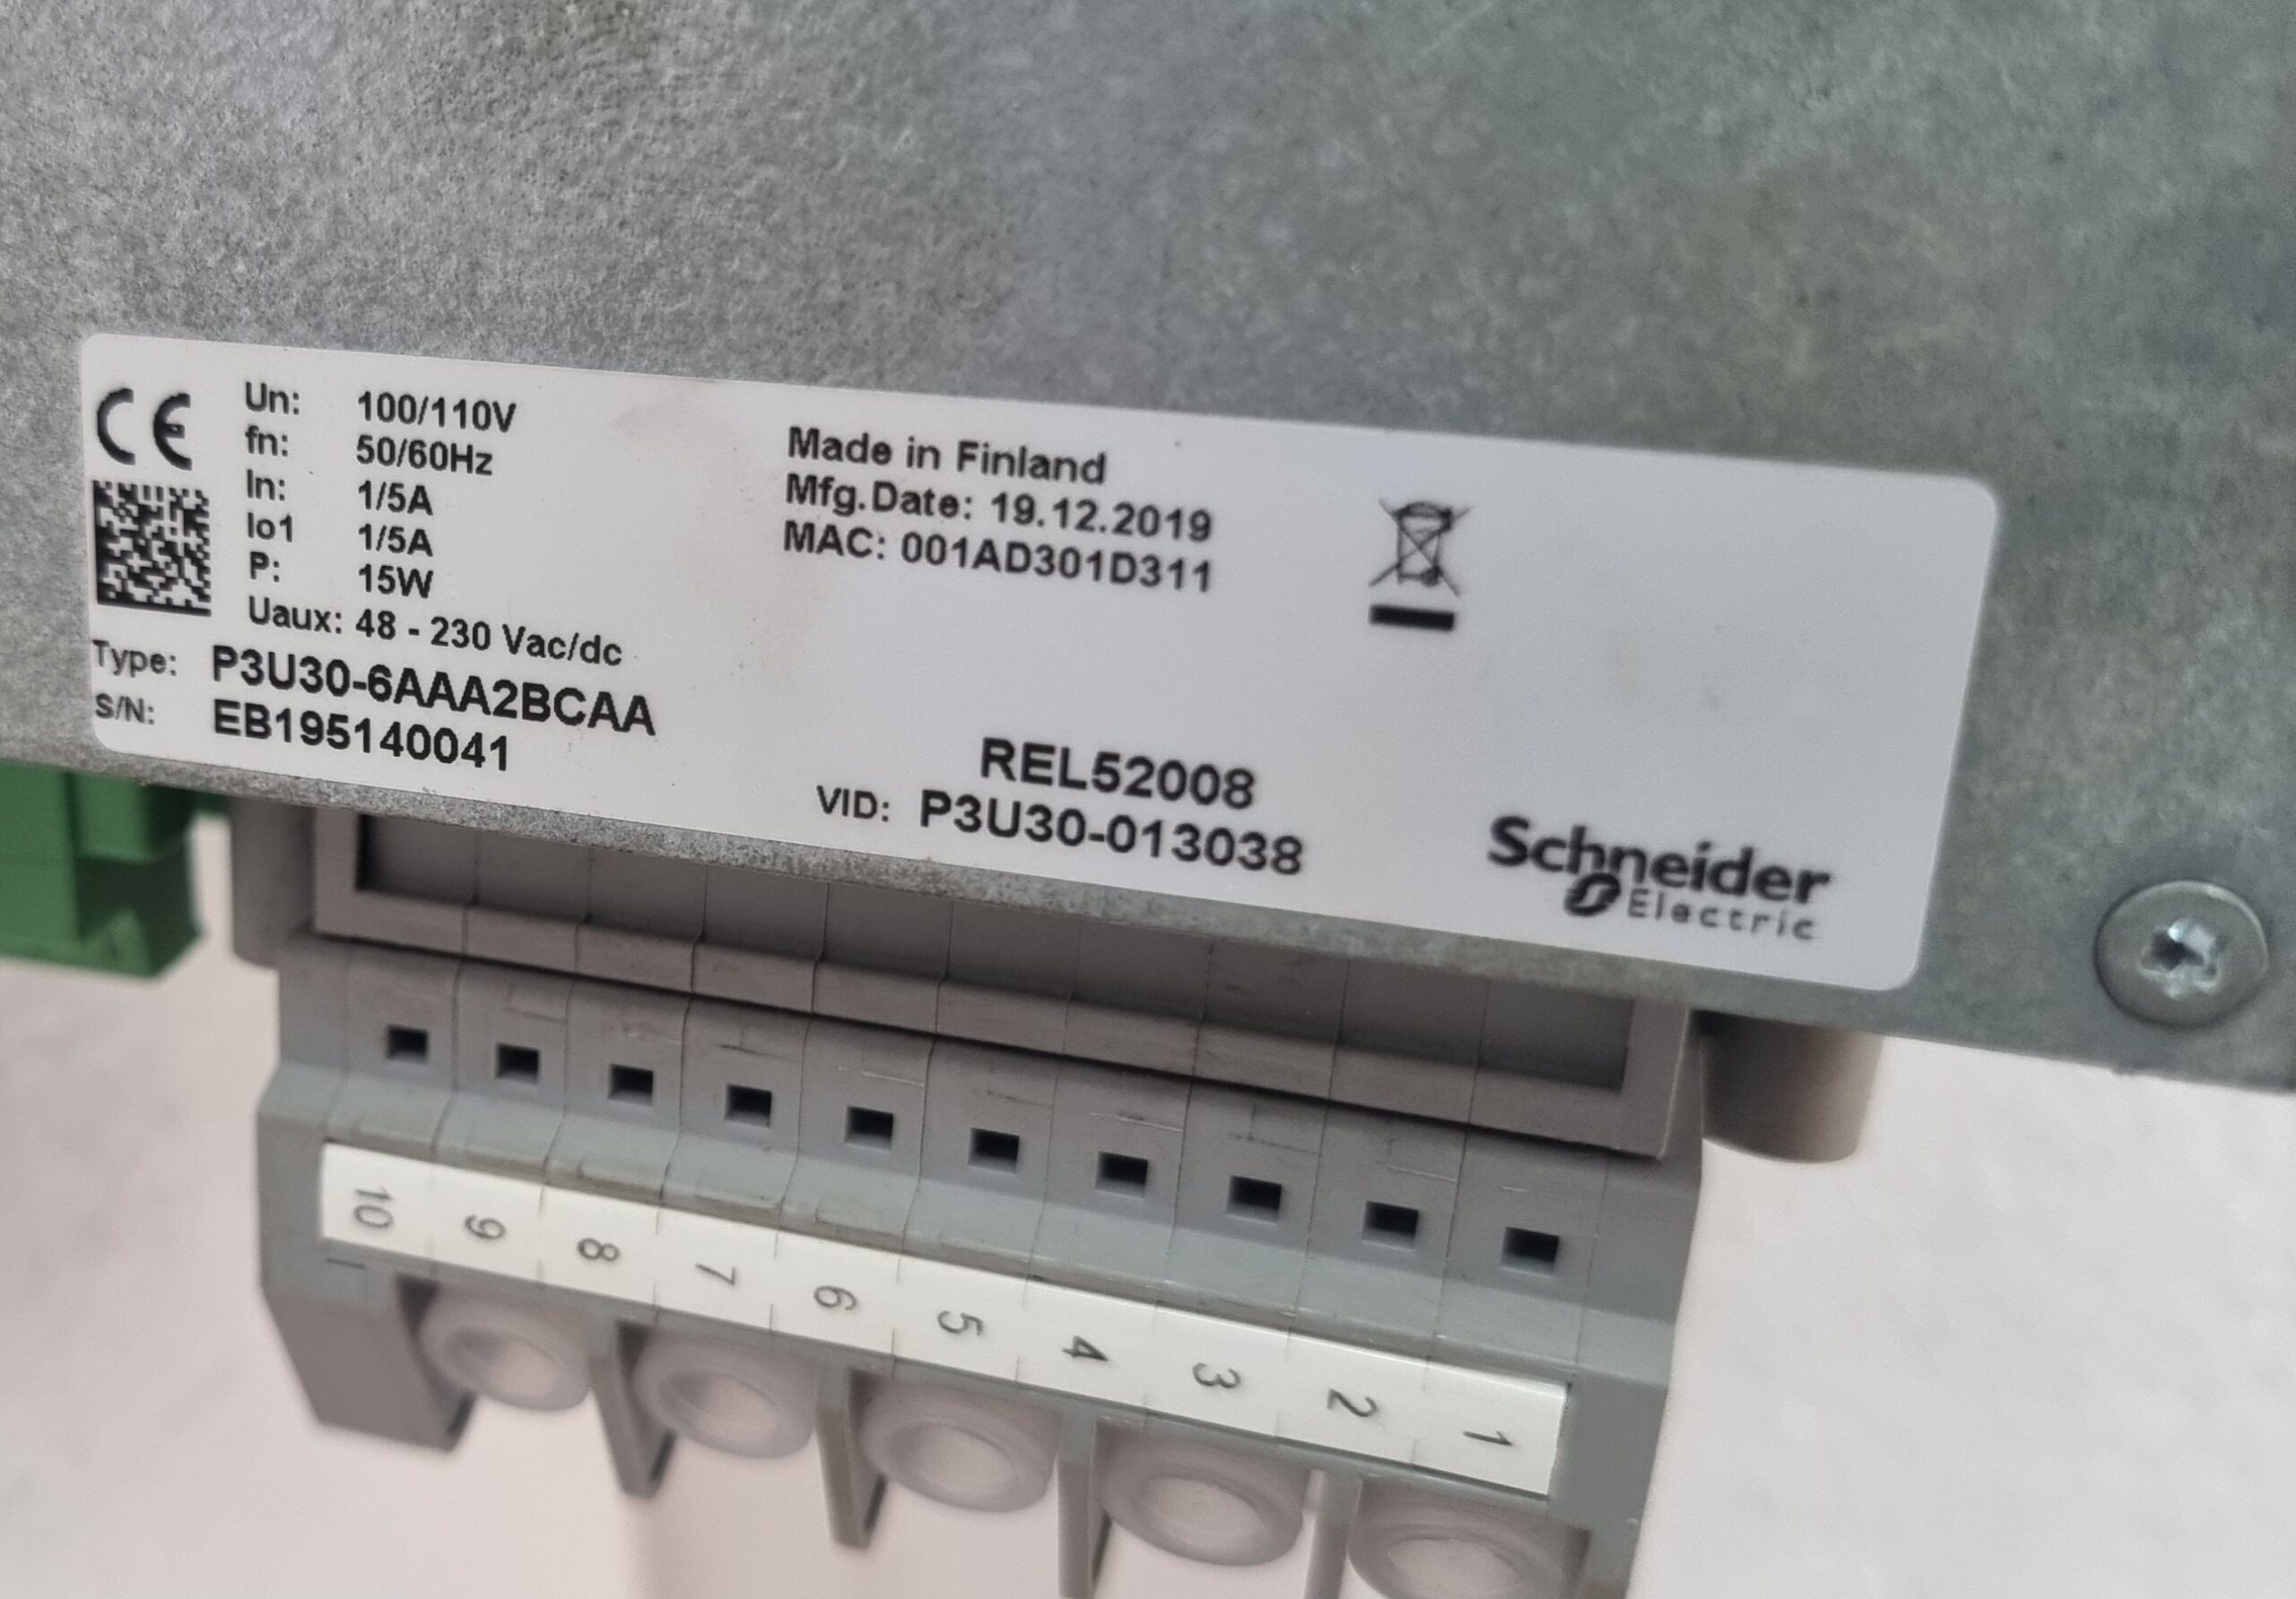 CE
Un: 100/110V
fn: 50/60Hz
In: 1/5A
Io1 1/5A
P: 15W
Uaux: 48 - 230 Vac/dc
Type: P3U30-6AAA2BCAA
S/N: EB195140041
Made in Finland
Mfg.Date: 19.12.2019
MAC: 001AD301D311
REL52008
VID: P3U30-013038
Schneider
Electric
10 9 8 7 6 5 4 3 2 1